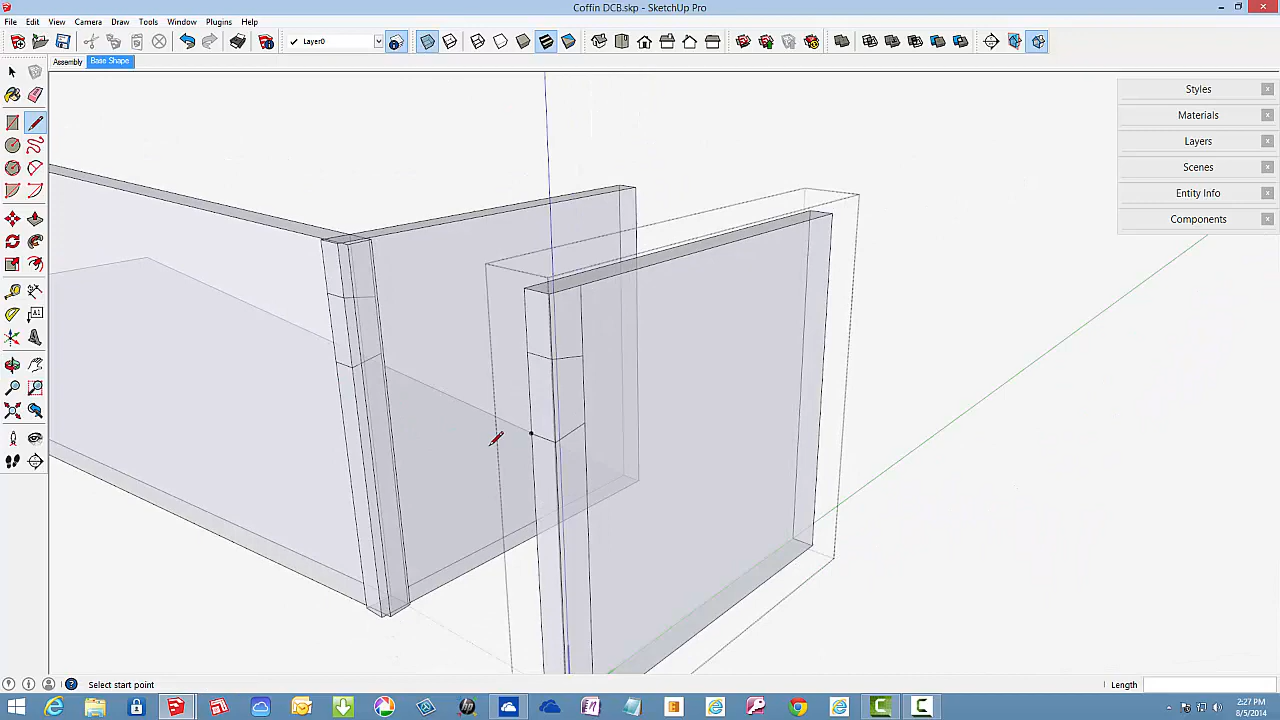 Coffin DCB.skp - SketchUp Pro
File Edit View Camera Draw Tools Window Plugins Help
Layer0
Assembly Base Shape
Styles
Materials
Layers
Scenes
Entity Info
Components
Select start point
Length
2:27 PM
8/5/2014